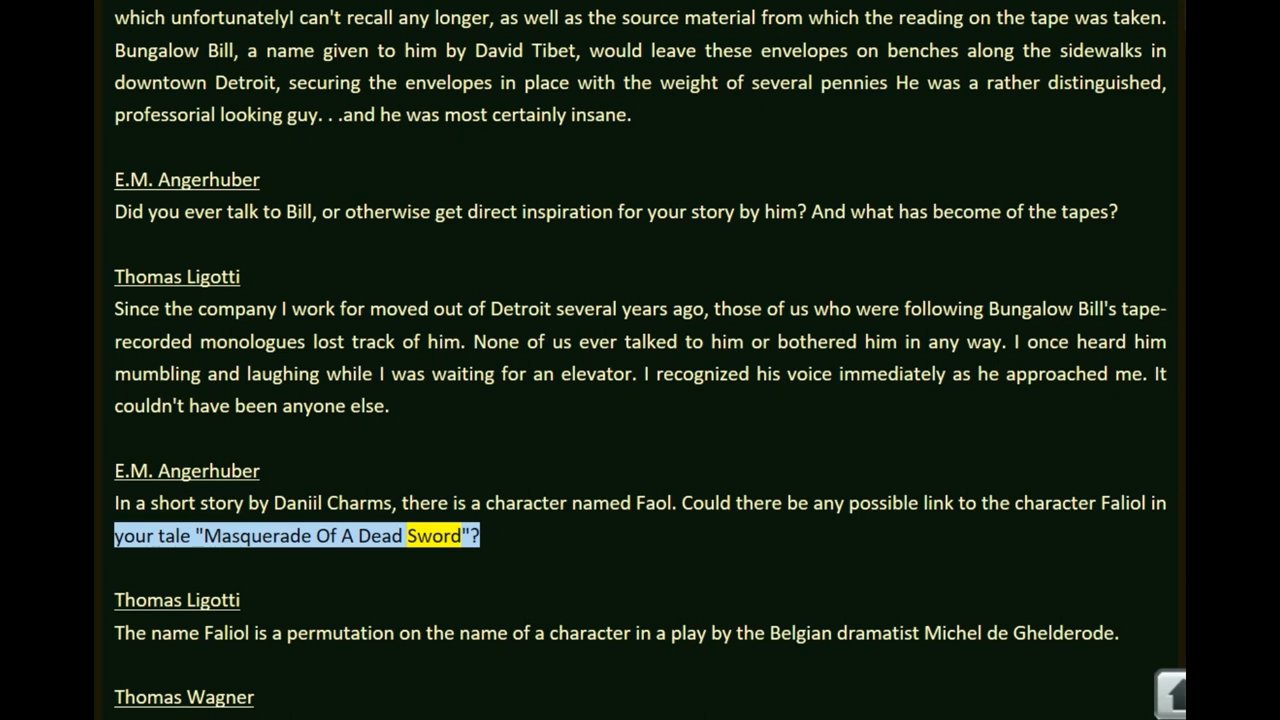 which unfortunatelyI can't recall any longer, as well as the source material from which the reading on the tape was taken.
Bungalow Bill, a name given to him by David Tibet, would leave these envelopes on benches along the sidewalks in
downtown Detroit, securing the envelopes in place with the weight of several pennies He was a rather distinguished,
professorial looking guy. . .and he was most certainly insane.
E.M. Angerhuber
Did you ever talk to Bill, or otherwise get direct inspiration for your story by him? And what has become of the tapes?
Thomas Ligotti
Since the company I work for moved out of Detroit several years ago, those of us who were following Bungalow Bill's tape-
recorded monologues lost track of him. None of us ever talked to him or bothered him in any way. I once heard him
mumbling and laughing while I was waiting for an elevator. I recognized his voice immediately as he approached me. It
couldn't have been anyone else.
E.M. Angerhuber
In a short story by Daniil Charms, there is a character named Faol. Could there be any possible link to the character Faliol in
your tale "Masquerade Of A Dead Sword"?
Thomas Ligotti
The name Faliol is a permutation on the name of a character in a play by the Belgian dramatist Michel de Ghelderode.
Thomas Wagner